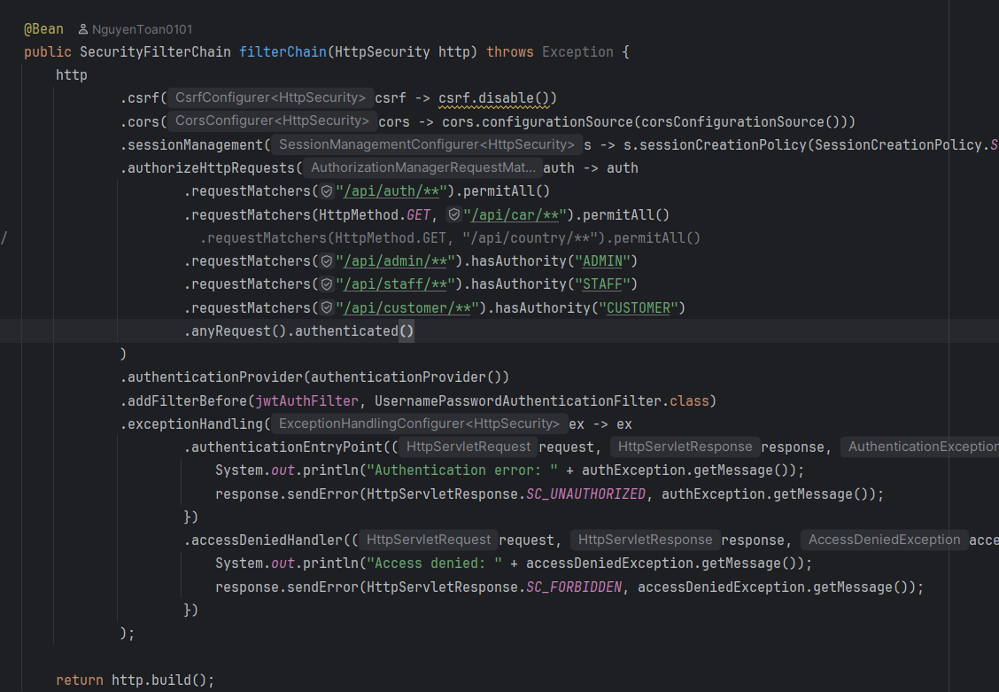 @Bean NguyenToan0101
public SecurityFilterChain filterChain(HttpSecurity http) throws Exception {
http
.csrf( CsrfConfigurer<HttpSecurity> csrf -> csrf.disable())
.cors( CorsConfigurer<HttpSecurity> cors -> cors.configurationSource(corsConfigurationSource()))
.sessionManagement( SessionManagementConfigurer<HttpSecurity> s -> s.sessionCreationPolicy(SessionCreationPolicy.S
.authorizeHttpRequests( AuthorizationManagerRequestMat... auth -> auth
.requestMatchers("/api/auth/**").permitAll()
.requestMatchers(HttpMethod.GET, "/api/car/**").permitAll()
/ .requestMatchers(HttpMethod.GET, "/api/country/**").permitAll()
.requestMatchers("/api/admin/**").hasAuthority("ADMIN")
.requestMatchers("/api/staff/**").hasAuthority("STAFF")
.requestMatchers("/api/customer/**").hasAuthority("CUSTOMER")
.anyRequest().authenticated()
)
.authenticationProvider(authenticationProvider())
.addFilterBefore(jwtAuthFilter, UsernamePasswordAuthenticationFilter.class)
.exceptionHandling( ExceptionHandlingConfigurer<HttpSecurity> ex -> ex
.authenticationEntryPoint(( HttpServletRequest request, HttpServletResponse response, AuthenticationException
System.out.println("Authentication error: " + authException.getMessage());
response.sendError(HttpServletResponse.SC_UNAUTHORIZED, authException.getMessage());
})
.accessDeniedHandler(( HttpServletRequest request, HttpServletResponse response, AccessDeniedException acce
System.out.println("Access denied: " + accessDeniedException.getMessage());
response.sendError(HttpServletResponse.SC_FORBIDDEN, accessDeniedException.getMessage());
})
);
return http.build();